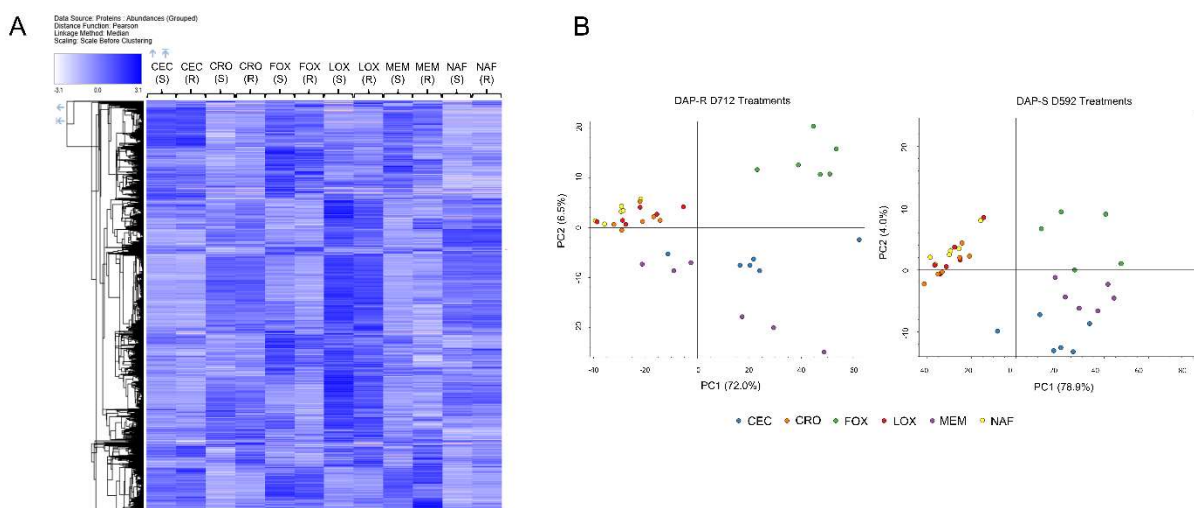 A
Data Source: Proteins : Abundances (Grouped)
Distance Function: Pearson
Linkage Method: Median
Scaling: Scale Before Clustering
-3.1 0.0 3.1
CEC CEC CRO CRO FOX FOX LOX LOX MEM MEM NAF NAF
(S) (R) (S) (R) (S) (R) (S) (R) (S) (R) (S) (R)
B
DAP-R D712 Treatments
PC2 (6.5%)
20
10
0
-10
20
-40 -20 0 20 40 60
PC1 (72.0%)
DAP-S D592 Treatments
PC2 (4.0%)
20
10
0
-10
40 -20 20 40 60 80
PC1 (78.9%)
CEC CRO FOX LOX MEM NAF